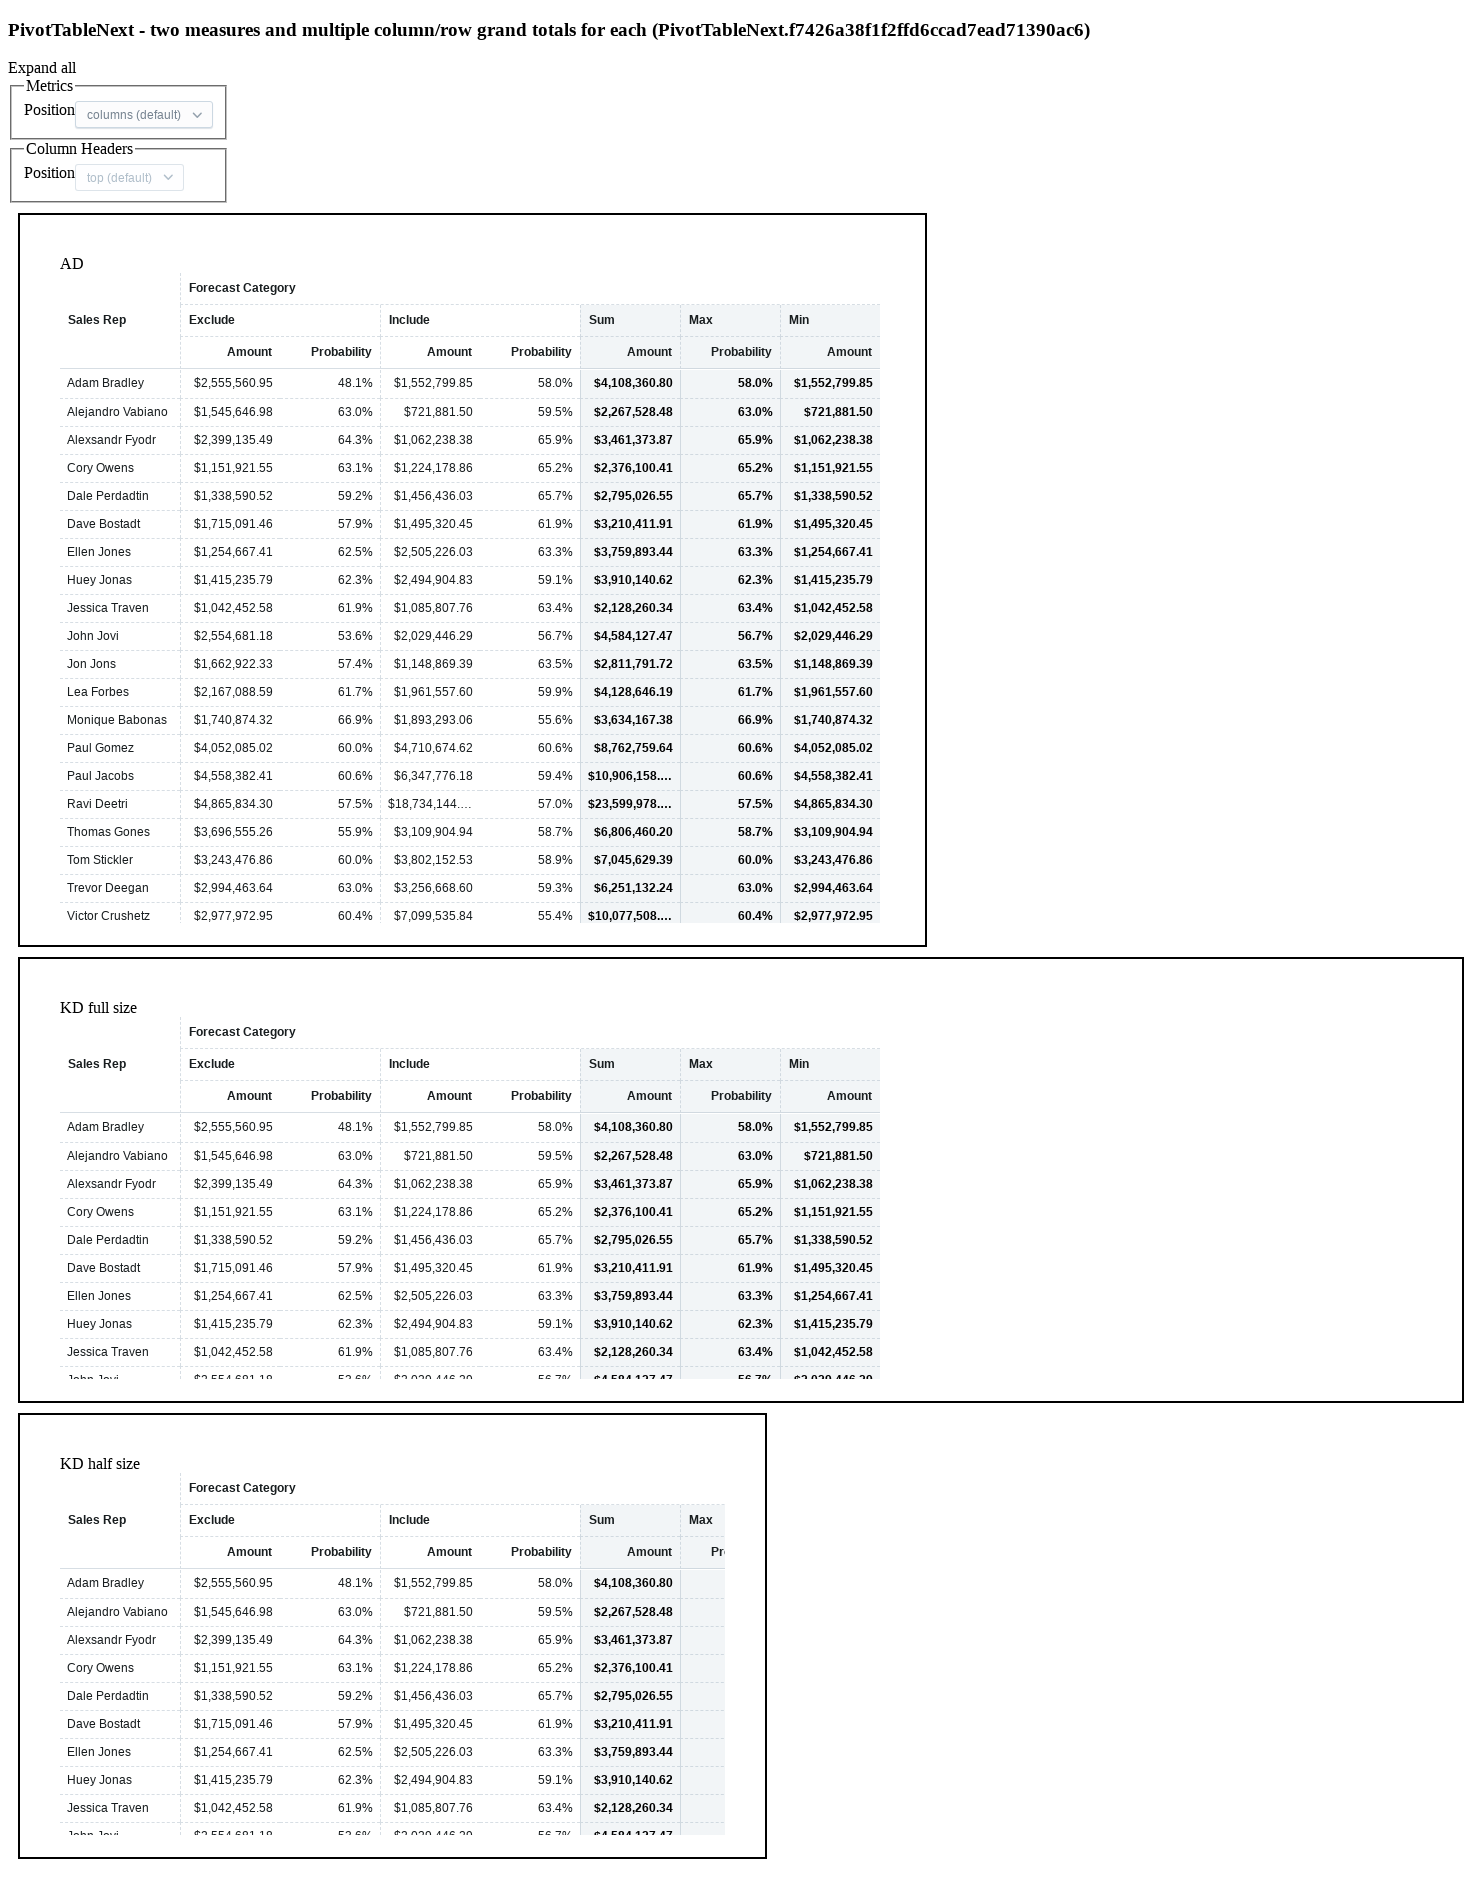 PivotTableNext - two measures and multiple column/row grand totals for each (PivotTableNext.f7426a38f1f2ffd6ccad7ead71390ac6)
Expand all
Metrics
Position columns (default)
Column Headers
Position top (default)
AD
Forecast Category
Sales Rep Exclude Include Sum Max Min
Amount Probability Amount Probability Amount Probability Amount
Adam Bradley $2,555,560.95 48.1% $1,552,799.85 58.0% $4,108,360.80 58.0% $1,552,799.85
Alejandro Vabiano $1,545,646.98 63.0% $721,881.50 59.5% $2,267,528.48 63.0% $721,881.50
Alexsandr Fyodr $2,399,135.49 64.3% $1,062,238.38 65.9% $3,461,373.87 65.9% $1,062,238.38
Cory Owens $1,151,921.55 63.1% $1,224,178.86 65.2% $2,376,100.41 65.2% $1,151,921.55
Dale Perdadtin $1,338,590.52 59.2% $1,456,436.03 65.7% $2,795,026.55 65.7% $1,338,590.52
Dave Bostadt $1,715,091.46 57.9% $1,495,320.45 61.9% $3,210,411.91 61.9% $1,495,320.45
Ellen Jones $1,254,667.41 62.5% $2,505,226.03 63.3% $3,759,893.44 63.3% $1,254,667.41
Huey Jonas $1,415,235.79 62.3% $2,494,904.83 59.1% $3,910,140.62 62.3% $1,415,235.79
Jessica Traven $1,042,452.58 61.9% $1,085,807.76 63.4% $2,128,260.34 63.4% $1,042,452.58
John Jovi $2,554,681.18 53.6% $2,029,446.29 56.7% $4,584,127.47 56.7% $2,029,446.29
Jon Jons $1,662,922.33 57.4% $1,148,869.39 63.5% $2,811,791.72 63.5% $1,148,869.39
Lea Forbes $2,167,088.59 61.7% $1,961,557.60 59.9% $4,128,646.19 61.7% $1,961,557.60
Monique Babonas $1,740,874.32 66.9% $1,893,293.06 55.6% $3,634,167.38 66.9% $1,740,874.32
Paul Gomez $4,052,085.02 60.0% $4,710,674.62 60.6% $8,762,759.64 60.6% $4,052,085.02
Paul Jacobs $4,558,382.41 60.6% $6,347,776.18 59.4% $10,906,158.... 60.6% $4,558,382.41
Ravi Deetri $4,865,834.30 57.5% $18,734,144.... 57.0% $23,599,978.... 57.5% $4,865,834.30
Thomas Gones $3,696,555.26 55.9% $3,109,904.94 58.7% $6,806,460.20 58.7% $3,109,904.94
Tom Stickler $3,243,476.86 60.0% $3,802,152.53 58.9% $7,045,629.39 60.0% $3,243,476.86
Trevor Deegan $2,994,463.64 63.0% $3,256,668.60 59.3% $6,251,132.24 63.0% $2,994,463.64
Victor Crushetz $2,977,972.95 60.4% $7,099,535.84 55.4% $10,077,508.... 60.4% $2,977,972.95
KD full size
Forecast Category
Sales Rep Exclude Include Sum Max Min
Amount Probability Amount Probability Amount Probability Amount
Adam Bradley $2,555,560.95 48.1% $1,552,799.85 58.0% $4,108,360.80 58.0% $1,552,799.85
Alejandro Vabiano $1,545,646.98 63.0% $721,881.50 59.5% $2,267,528.48 63.0% $721,881.50
Alexsandr Fyodr $2,399,135.49 64.3% $1,062,238.38 65.9% $3,461,373.87 65.9% $1,062,238.38
Cory Owens $1,151,921.55 63.1% $1,224,178.86 65.2% $2,376,100.41 65.2% $1,151,921.55
Dale Perdadtin $1,338,590.52 59.2% $1,456,436.03 65.7% $2,795,026.55 65.7% $1,338,590.52
Dave Bostadt $1,715,091.46 57.9% $1,495,320.45 61.9% $3,210,411.91 61.9% $1,495,320.45
Ellen Jones $1,254,667.41 62.5% $2,505,226.03 63.3% $3,759,893.44 63.3% $1,254,667.41
Huey Jonas $1,415,235.79 62.3% $2,494,904.83 59.1% $3,910,140.62 62.3% $1,415,235.79
Jessica Traven $1,042,452.58 61.9% $1,085,807.76 63.4% $2,128,260.34 63.4% $1,042,452.58
KD half size
Forecast Category
Sales Rep Exclude Include Sum Max
Amount Probability Amount Probability Amount
Adam Bradley $2,555,560.95 48.1% $1,552,799.85 58.0% $4,108,360.80
Alejandro Vabiano $1,545,646.98 63.0% $721,881.50 59.5% $2,267,528.48
Alexsandr Fyodr $2,399,135.49 64.3% $1,062,238.38 65.9% $3,461,373.87
Cory Owens $1,151,921.55 63.1% $1,224,178.86 65.2% $2,376,100.41
Dale Perdadtin $1,338,590.52 59.2% $1,456,436.03 65.7% $2,795,026.55
Dave Bostadt $1,715,091.46 57.9% $1,495,320.45 61.9% $3,210,411.91
Ellen Jones $1,254,667.41 62.5% $2,505,226.03 63.3% $3,759,893.44
Huey Jonas $1,415,235.79 62.3% $2,494,904.83 59.1% $3,910,140.62
Jessica Traven $1,042,452.58 61.9% $1,085,807.76 63.4% $2,128,260.34